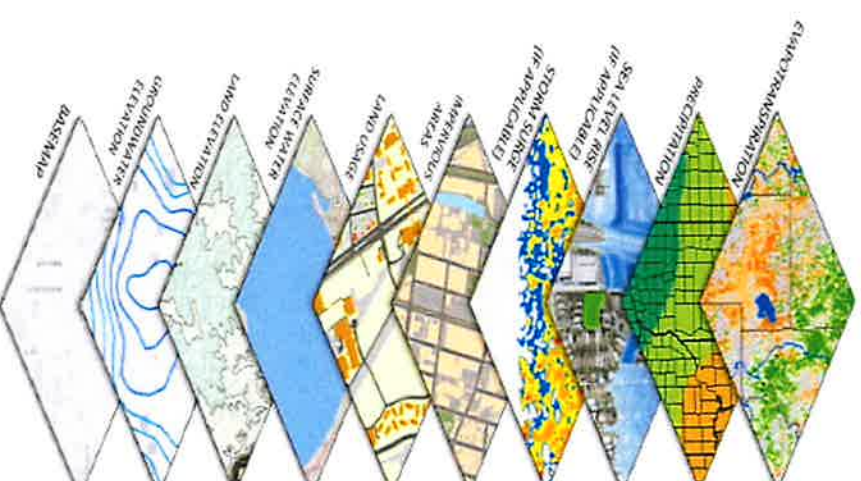 BASEMAP
GROUNDWATER
ELEVATION
LAND ELEVATION
SURFACE WATER
ELEVATION
LAND USAGE
IMPERVIOUS
AREAS
STORM SURGE
(IF APPLICABLE)
SEA LEVEL RISE
(IF APPLICABLE)
PRECIPITATION
EVAPOTRANSPIRATION